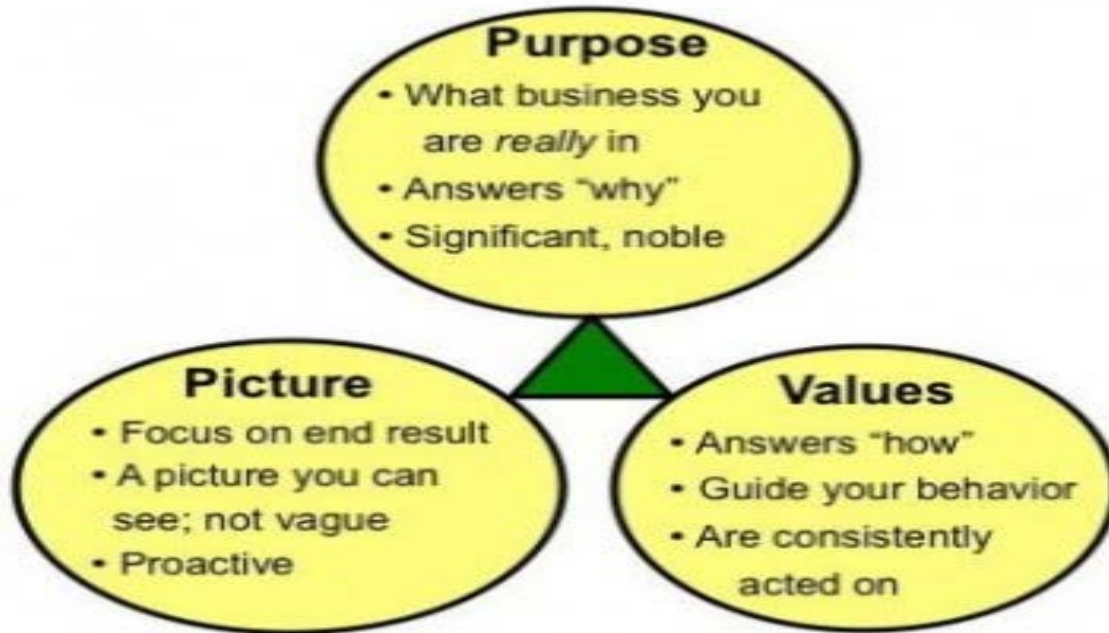 Purpose
• What business you
are really in
• Answers “why”
• Significant, noble
Picture
• Focus on end result
• A picture you can
see; not vague
• Proactive
Values
• Answers “how”
• Guide your behavior
• Are consistently
acted on